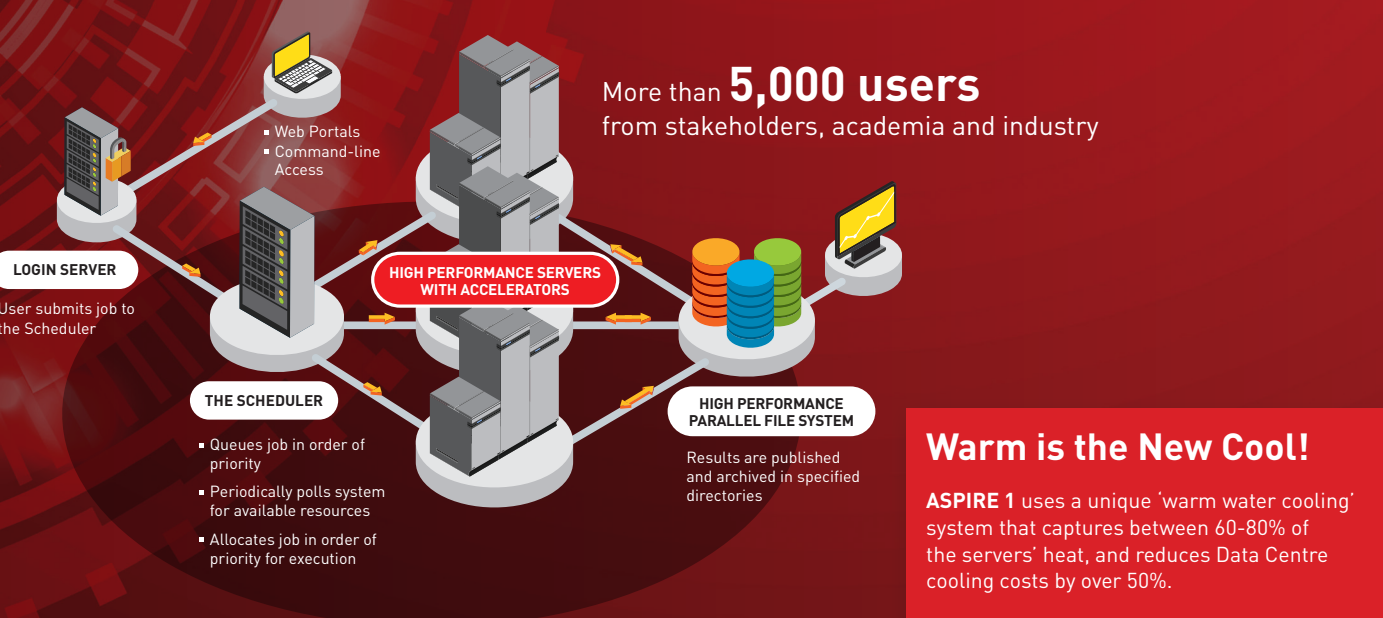 More than 5,000 users
from stakeholders, academia and industry
▪ Web Portals
▪ Command-line
Access
LOGIN SERVER
User submits job to
the Scheduler
HIGH PERFORMANCE SERVERS
WITH ACCELERATORS
THE SCHEDULER
▪ Queues job in order of
priority
▪ Periodically polls system
for available resources
▪ Allocates job in order of
priority for execution
HIGH PERFORMANCE
PARALLEL FILE SYSTEM
Results are published
and archived in specified
directories
Warm is the New Cool!
ASPIRE 1 uses a unique ‘warm water cooling’
system that captures between 60-80% of
the servers’ heat, and reduces Data Centre
cooling costs by over 50%.